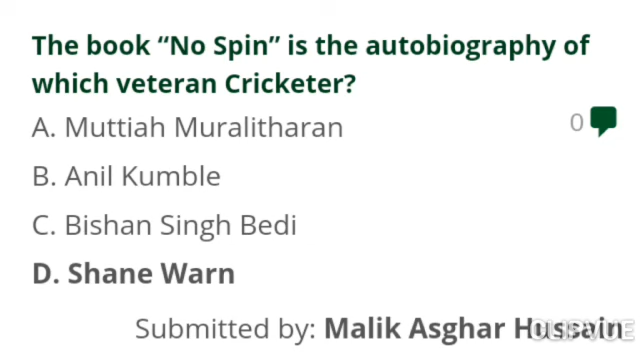 The book “No Spin” is the autobiography of
which veteran Cricketer?
A. Muttiah Muralitharan
0
B. Anil Kumble
C. Bishan Singh Bedi
D. Shane Warn
Submitted by: Malik Asghar Hussain